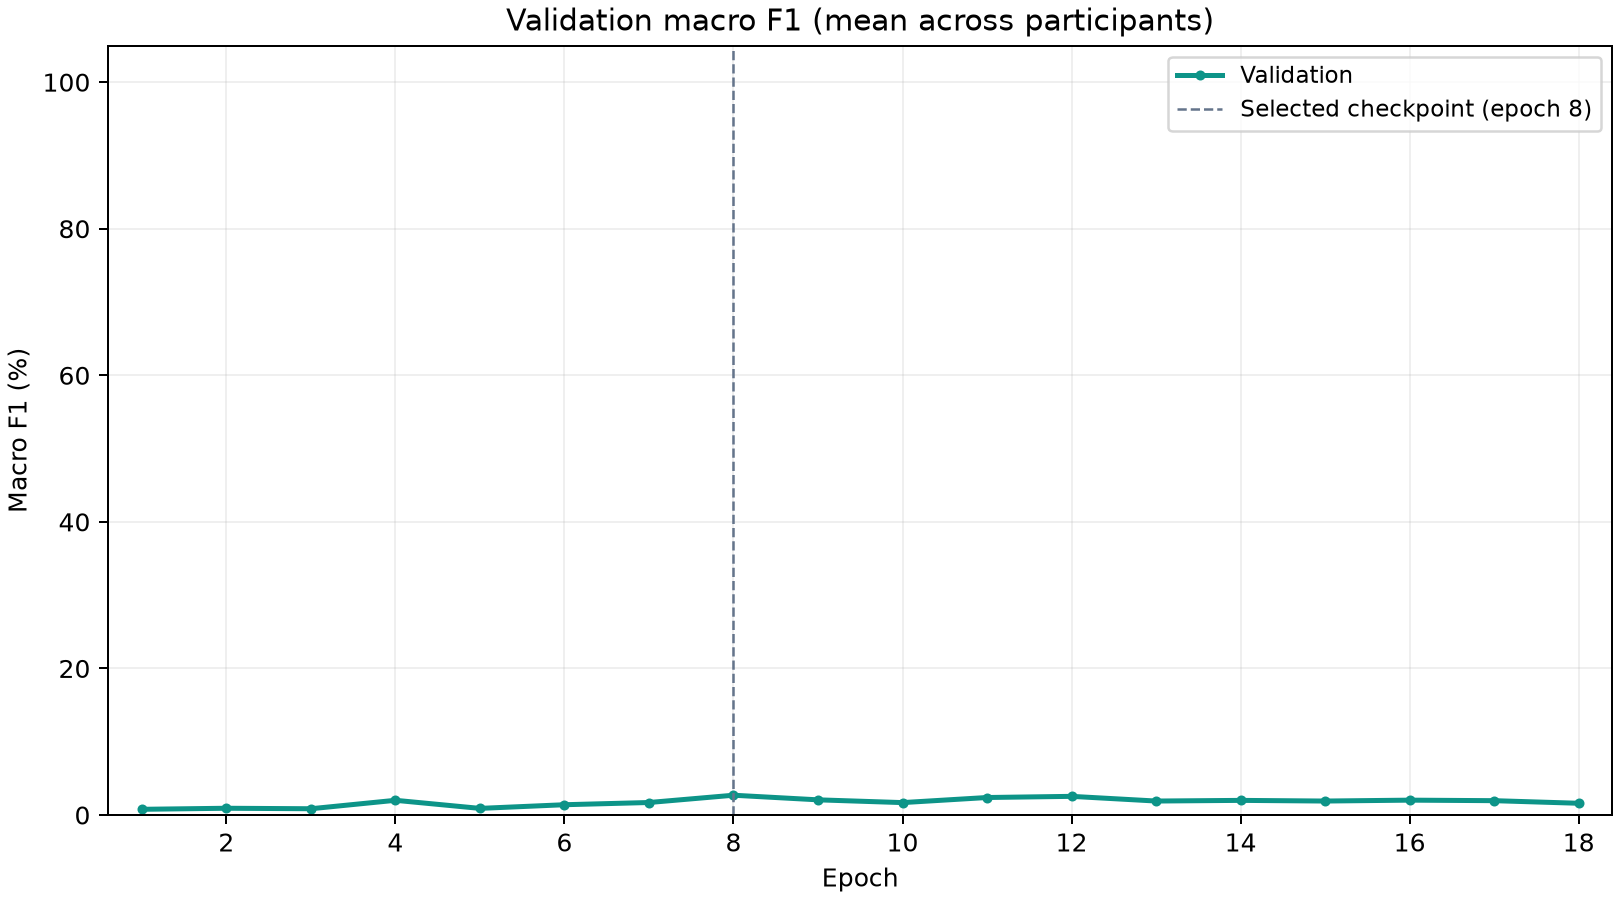 Validation macro F1 (mean across participants)
Validation
Selected checkpoint (epoch 8)
Macro F1 (%)
100
80
60
40
20
0
2 4 6 8 10 12 14 16 18
Epoch